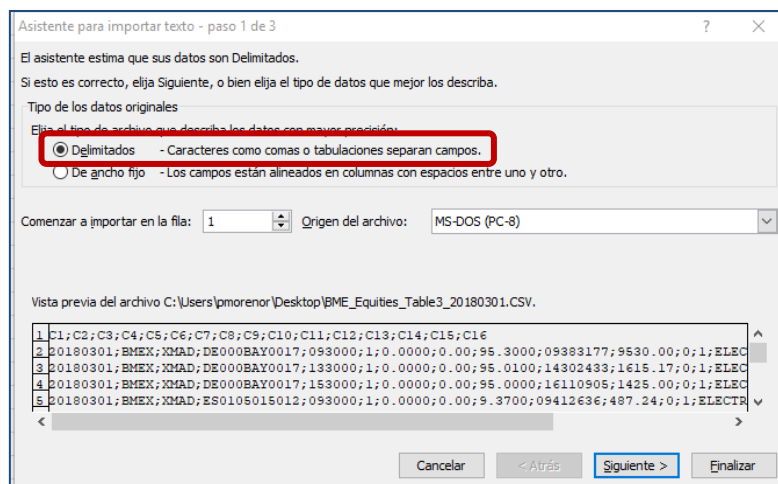 Asistente para importar texto - paso 1 de 3 ? ×
El asistente estima que sus datos son Delimitados.
Si esto es correcto, elija Siguiente, o bien elija el tipo de datos que mejor los describa.
Tipo de los datos originales
Elija el tipo de archivo que describa los datos con mayor precisión:
Delimitados - Caracteres como comas o tabulaciones separan campos.
De ancho fijo - Los campos están alineados en columnas con espacios entre uno y otro.
Comenzar a importar en la fila: 1 Origen del archivo: MS-DOS (PC-8)
Vista previa del archivo C:\Users\pmorenor\Desktop\BME_Equities_Table3_20180301.CSV.
1 C1;C2;C3;C4;C5;C6;C7;C8;C9;C10;C11;C12;C13;C14;C15;C16
2 20180301;BMEX;XMAD;DE000BAY0017;093000;1;0.0000;0.00;95.3000;09383177;9530.00;0;1;ELEC
3 20180301;BMEX;XMAD;DE000BAY0017;133000;1;0.0000;0.00;95.0100;14302433;1615.17;0;1;ELEC
4 20180301;BMEX;XMAD;DE000BAY0017;153000;1;0.0000;0.00;95.0000;16110905;1425.00;0;1;ELEC
5 20180301;BMEX;XMAD;ES0105015012;093000;1;0.0000;0.00;9.3700;09412636;487.24;0;1;ELECTR
Cancelar < Atrás Siguiente > Finalizar